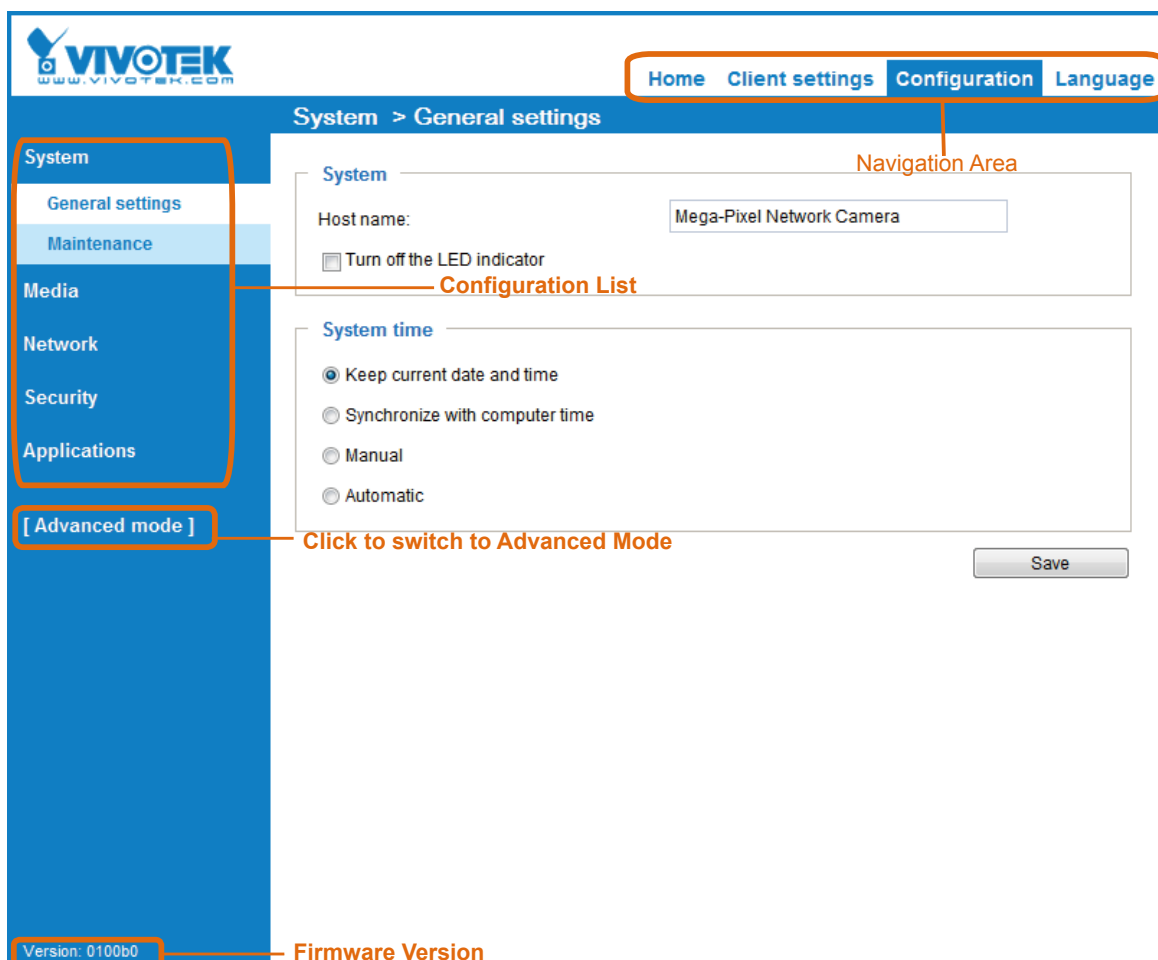 VIVOTEK
www.vivotek.com
Home Client settings Configuration Language
System > General settings
Navigation Area
System
General settings
Maintenance
Media
Network
Security
Applications
[ Advanced mode ]
Configuration List
System
Host name: Mega-Pixel Network Camera
Turn off the LED indicator
System time
Keep current date and time
Synchronize with computer time
Manual
Automatic
Click to switch to Advanced Mode
Save
Version: 0100b0
Firmware Version